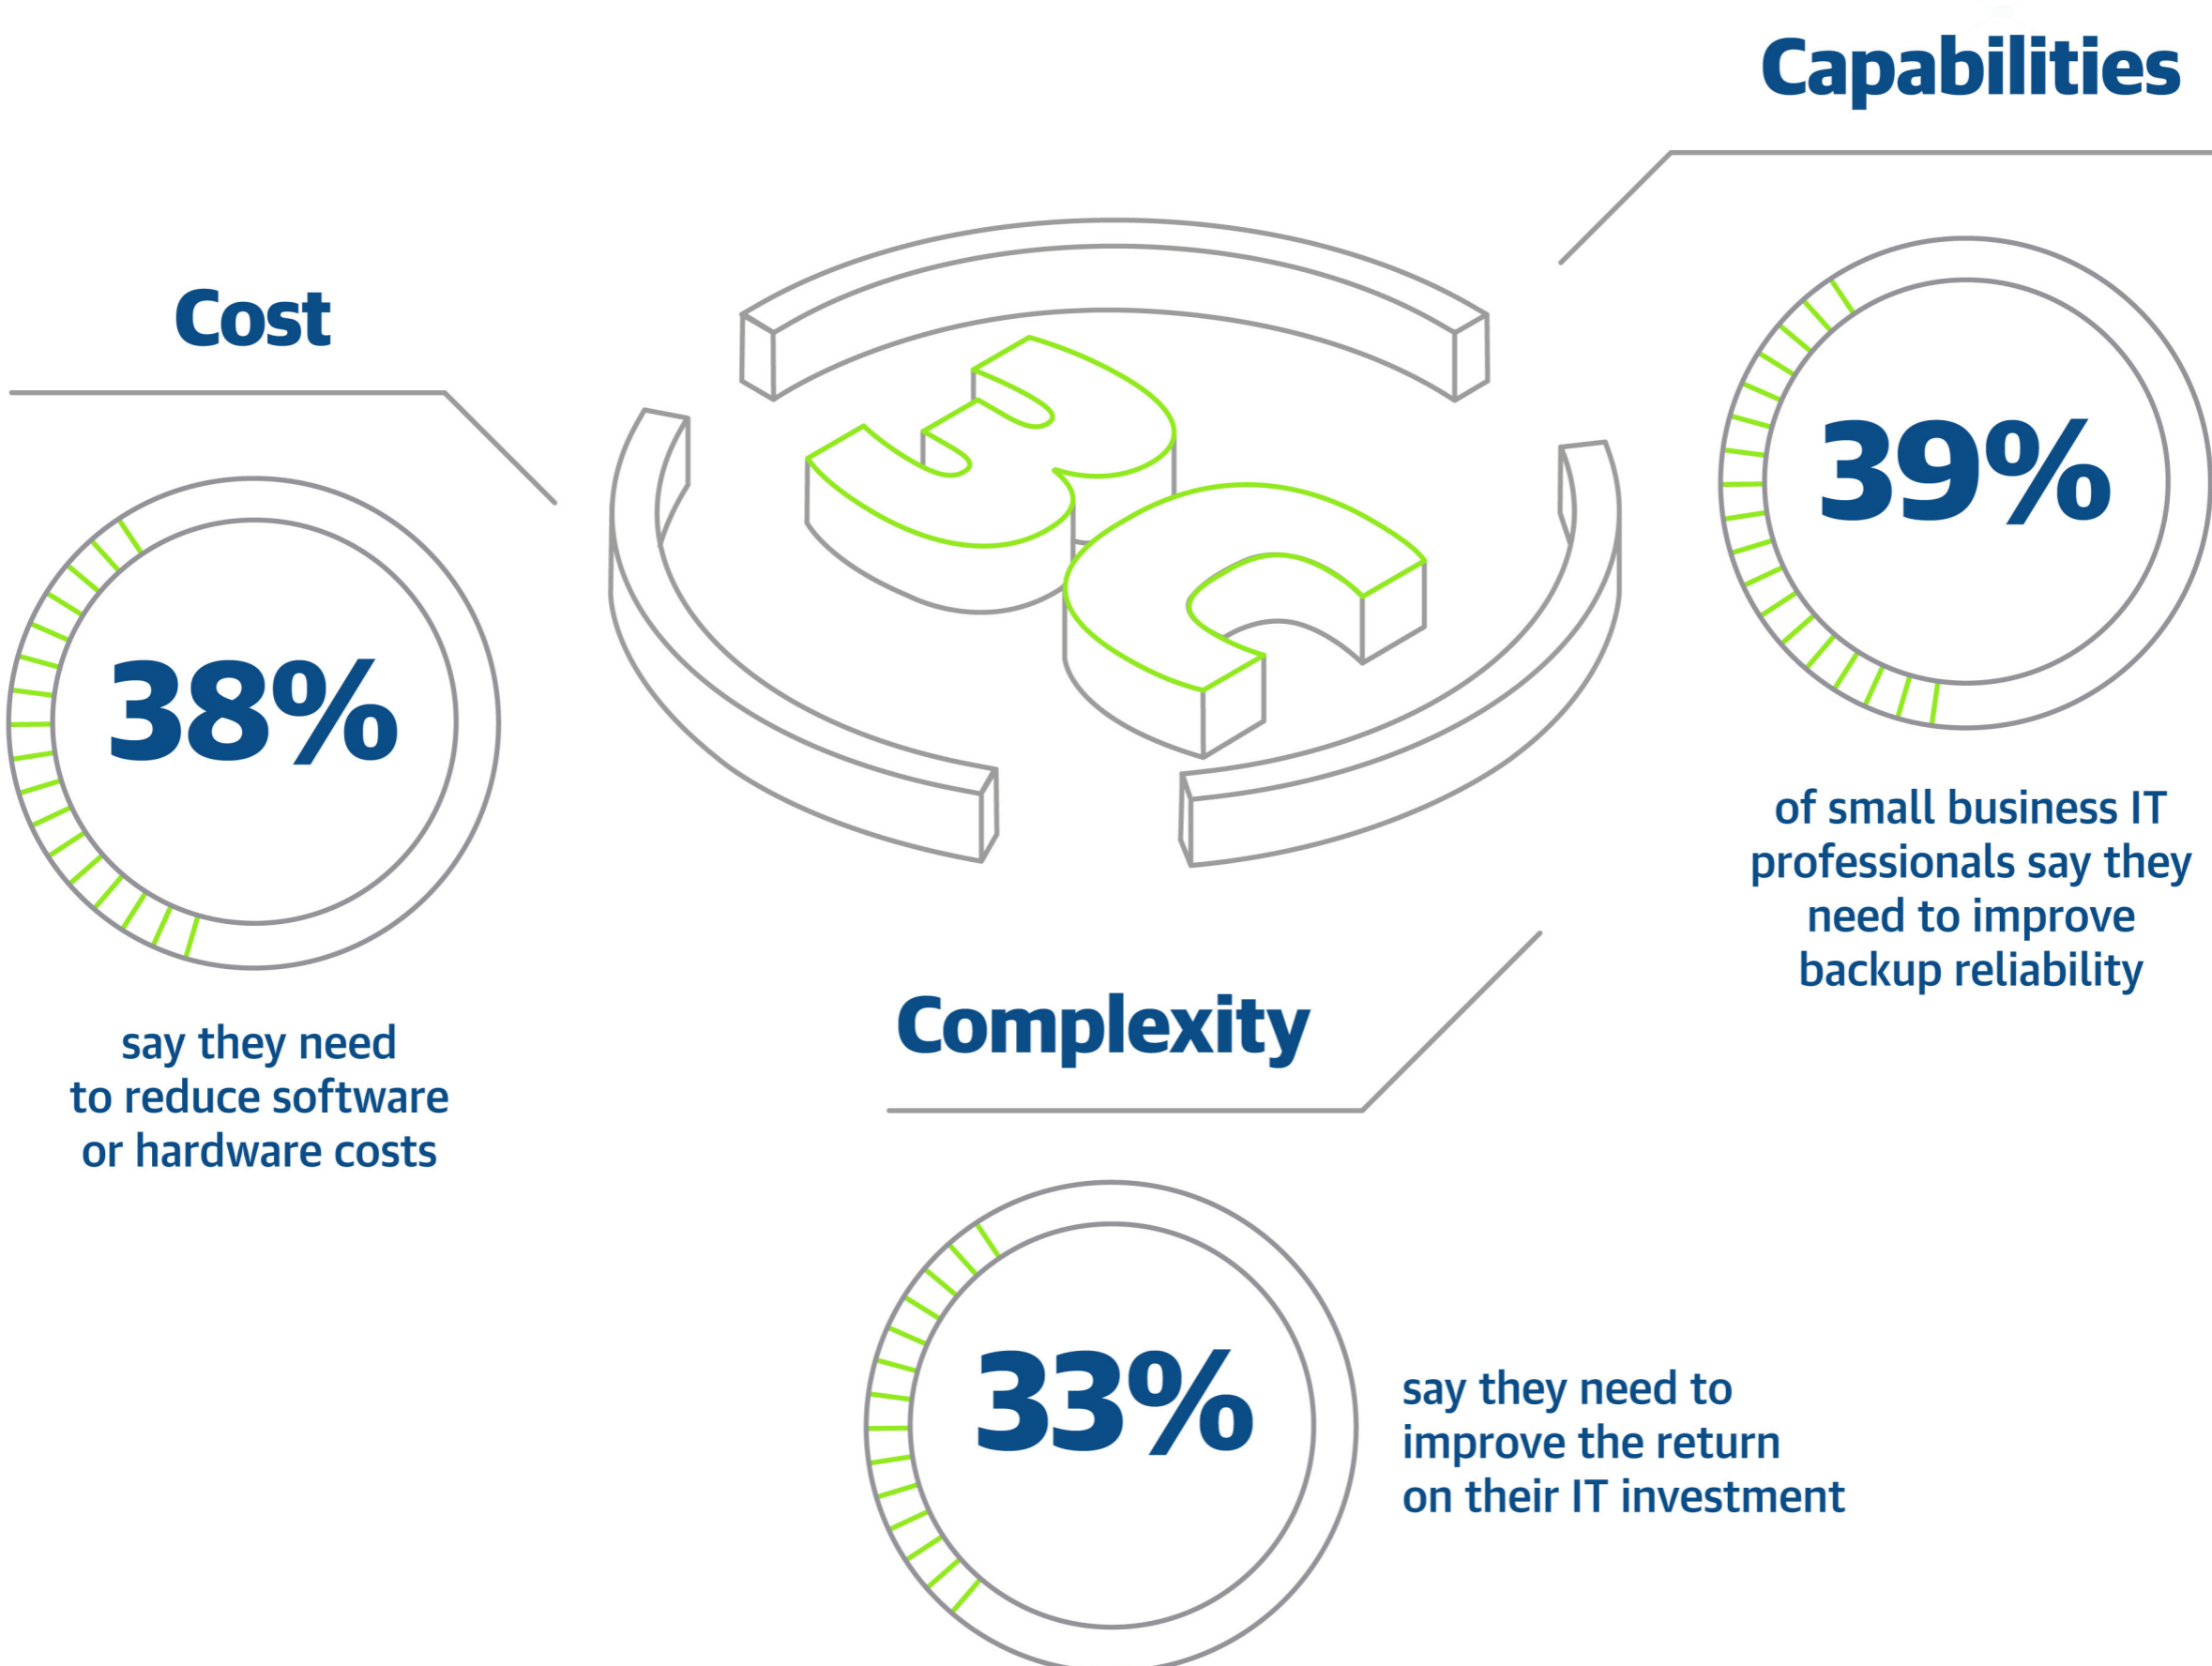 Capabilities
39%
of small business IT
professionals say they
need to improve
backup reliability
Cost
38%
say they need
to reduce software
or hardware costs
3C
Complexity
33%
say they need to
improve the return
on their IT investment